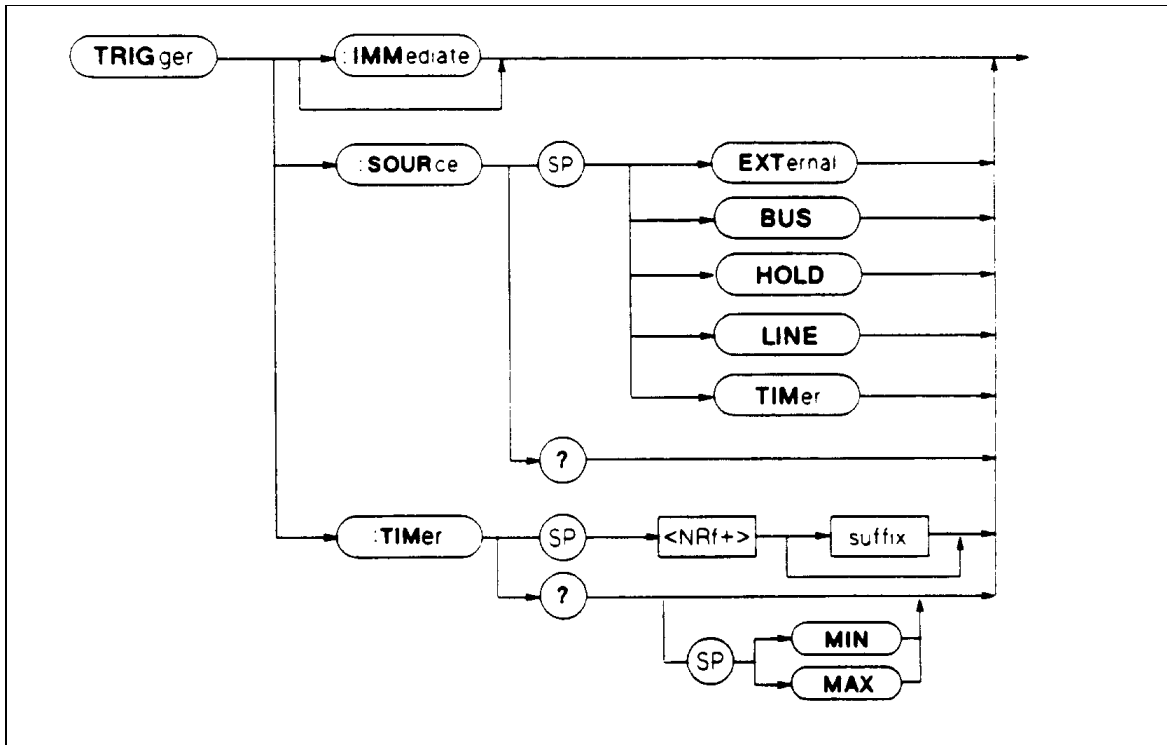 TRIGger
:IMMediate
:SOURce
SP
EXTernal
BUS
HOLD
LINE
TIMer
?
:TIMer
SP
<NRf+>
suffix
?
SP
MIN
MAX